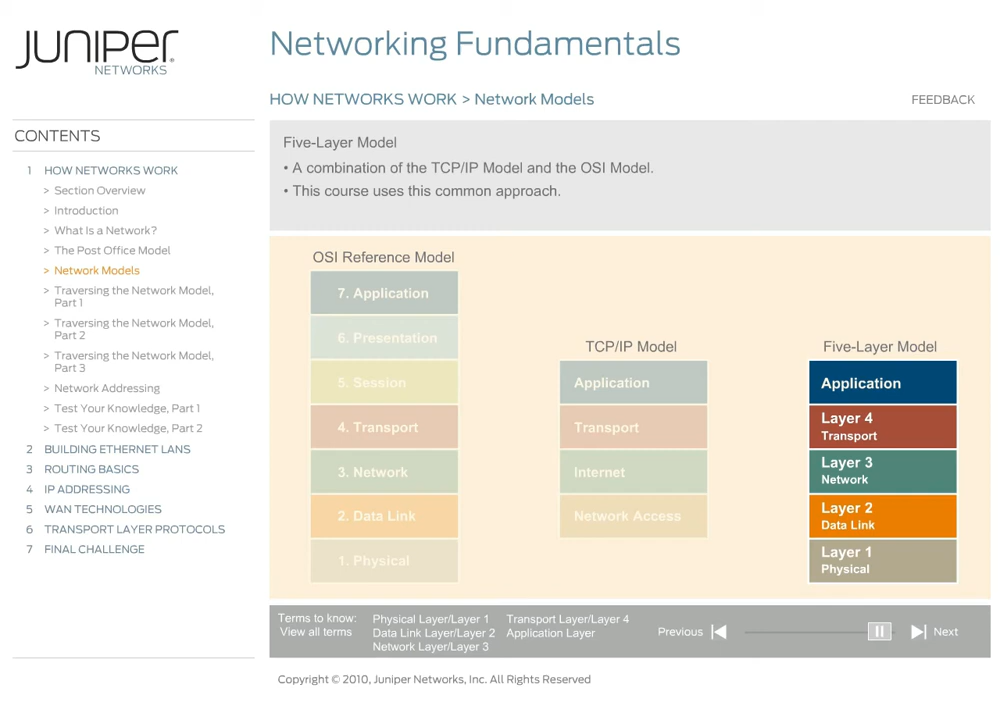 JUNIPEr
NETWORKS
Networking Fundamentals
HOW NETWORKS WORK > Network Models
FEEDBACK
CONTENTS
1 HOW NETWORKS WORK
> Section Overview
> Introduction
> What Is a Network?
> The Post Office Model
> Network Models
> Traversing the Network Model,
Part 1
> Traversing the Network Model,
Part 2
> Traversing the Network Model,
Part 3
> Network Addressing
> Test Your Knowledge, Part 1
> Test Your Knowledge, Part 2
2 BUILDING ETHERNET LANS
3 ROUTING BASICS
4 IP ADDRESSING
5 WAN TECHNOLOGIES
6 TRANSPORT LAYER PROTOCOLS
7 FINAL CHALLENGE
Five-Layer Model
• A combination of the TCP/IP Model and the OSI Model.
• This course uses this common approach.
OSI Reference Model
7. Application
6. Presentation
5. Session
4. Transport
3. Network
2. Data Link
1. Physical
TCP/IP Model
Application
Transport
Internet
Network Access
Five-Layer Model
Application
Layer 4
Transport
Layer 3
Network
Layer 2
Data Link
Layer 1
Physical
Terms to know:
View all terms
Physical Layer/Layer 1
Data Link Layer/Layer 2
Network Layer/Layer 3
Transport Layer/Layer 4
Application Layer
Previous
Next
Copyright © 2010, Juniper Networks, Inc. All Rights Reserved